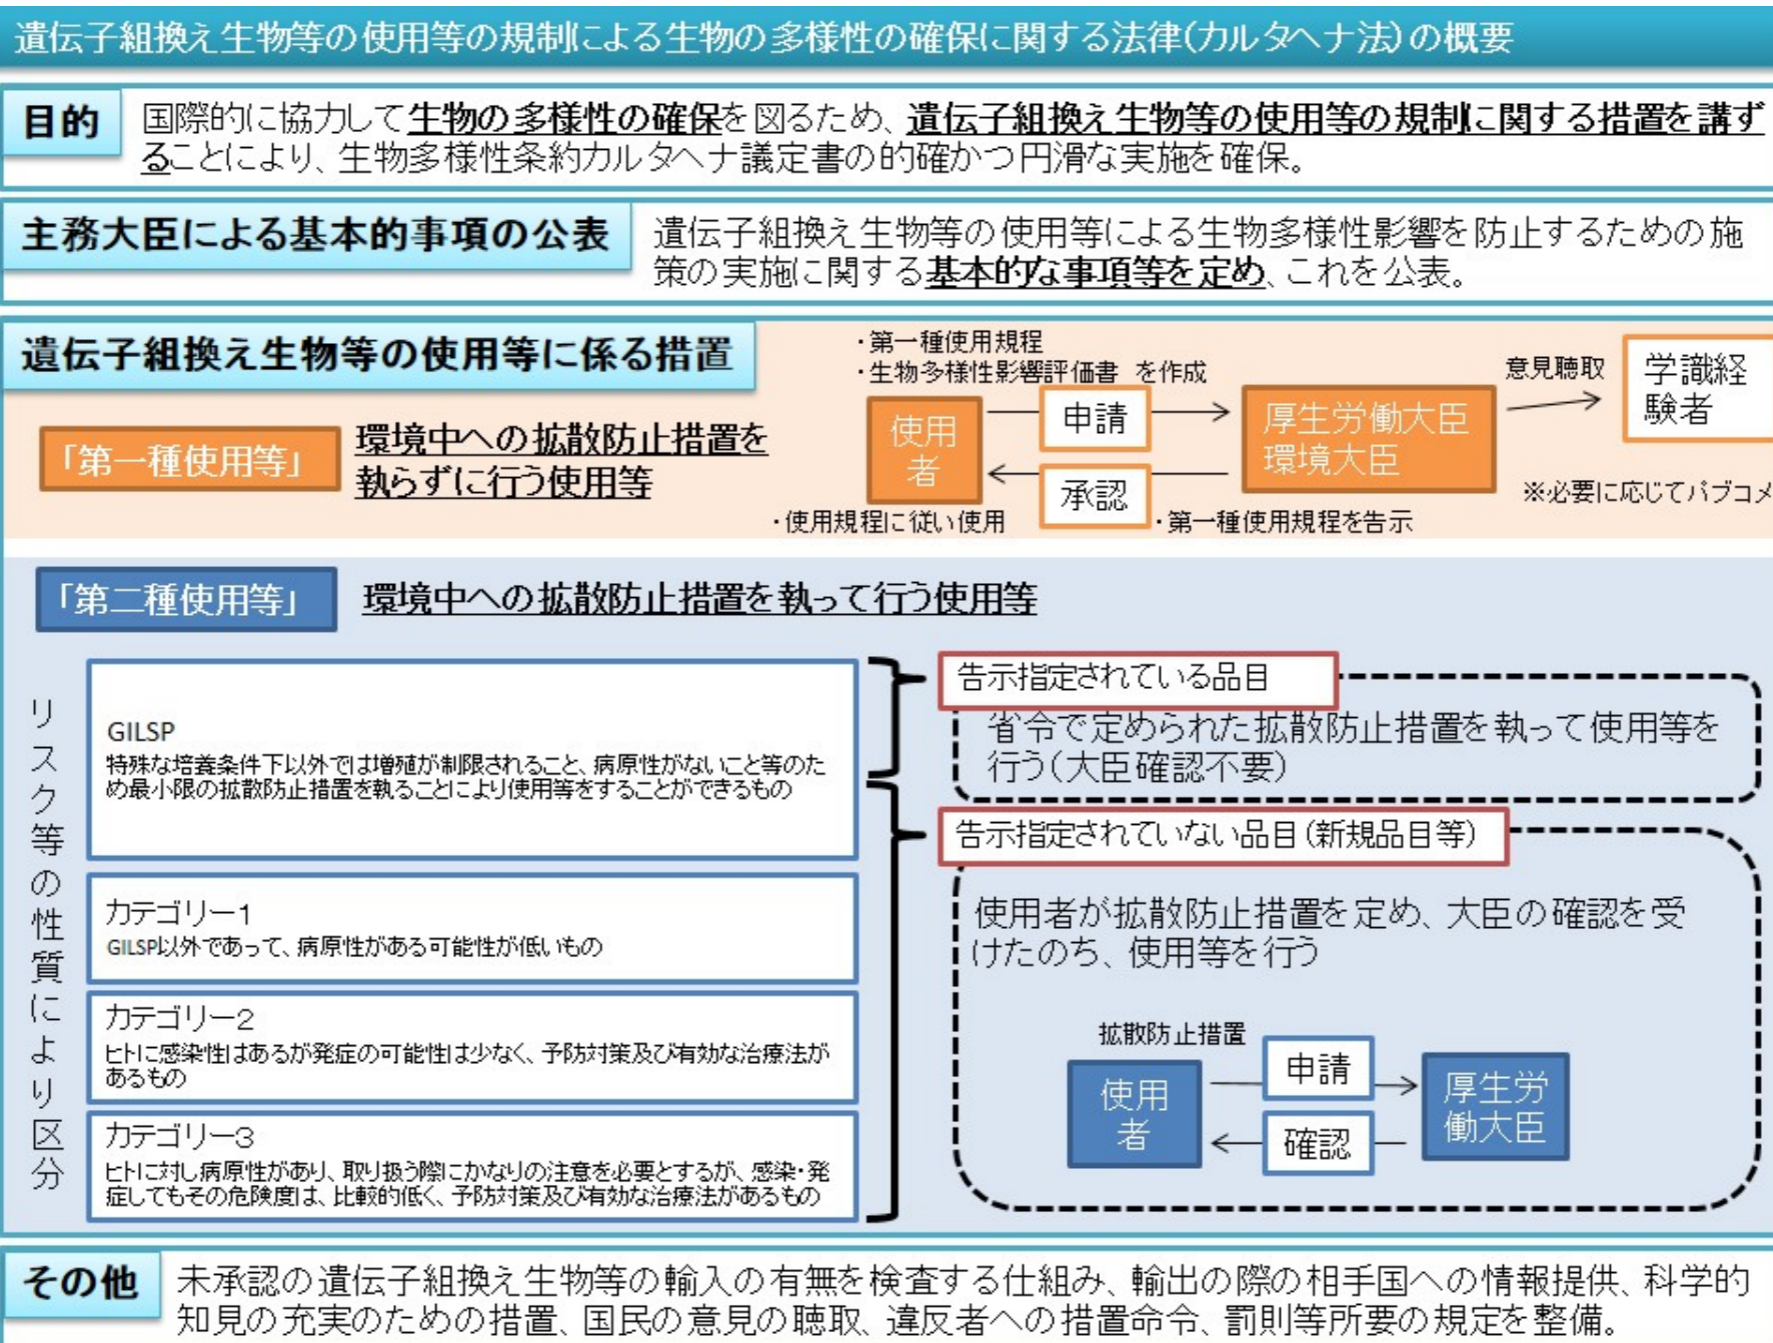 遺伝子組換え生物等の使用等の規制による生物の多様性の確保に関する法律(カルタヘナ法)の概要
目的
国際的に協力して生物の多様性の確保を図るため、遺伝子組換え生物等の使用等の規制に関する措置を講ず
ることにより、生物多様性条約カルタヘナ議定書の的確かつ円滑な実施を確保。
主務大臣による基本的事項の公表
遺伝子組換え生物等の使用等による生物多様性影響を防止するための施
策の実施に関する基本的な事項等を定め、これを公表。
遺伝子組換え生物等の使用等に係る措置
「第一種使用等」
環境中への拡散防止措置を
執らずに行う使用等
・第一種使用規程
・生物多様性影響評価書 を作成
使用
者
申請
承認
厚生労働大臣
環境大臣
意見聴取
学識経
験者
※必要に応じてパブコメ
・使用規程に従い使用
・第一種使用規程を告示
「第二種使用等」
環境中への拡散防止措置を執って行う使用等
リスク等の性質により区分
GILSP
特殊な培養条件下以外では増殖が制限されること、病原性がないこと等のた
め最小限の拡散防止措置を執ることにより使用等をすることができるもの
カテゴリー1
GILSP以外であって、病原性がある可能性が低いもの
カテゴリー2
ヒトに感染性はあるが発症の可能性は少なく、予防対策及び有効な治療法が
あるもの
カテゴリー3
ヒトに対し病原性があり、取り扱う際にかなりの注意を必要とするが、感染・発
症してもその危険度は、比較的低く、予防対策及び有効な治療法があるもの
告示指定されている品目
省令で定められた拡散防止措置を執って使用等を
行う(大臣確認不要)
告示指定されていない品目(新規品目等)
使用者が拡散防止措置を定め、大臣の確認を受
けたのち、使用等を行う
拡散防止措置
使用
者
申請
確認
厚生労
働大臣
その他
未承認の遺伝子組換え生物等の輸入の有無を検査する仕組み、輸出の際の相手国への情報提供、科学的
知見の充実のための措置、国民の意見の聴取、違反者への措置命令、罰則等所要の規定を整備。